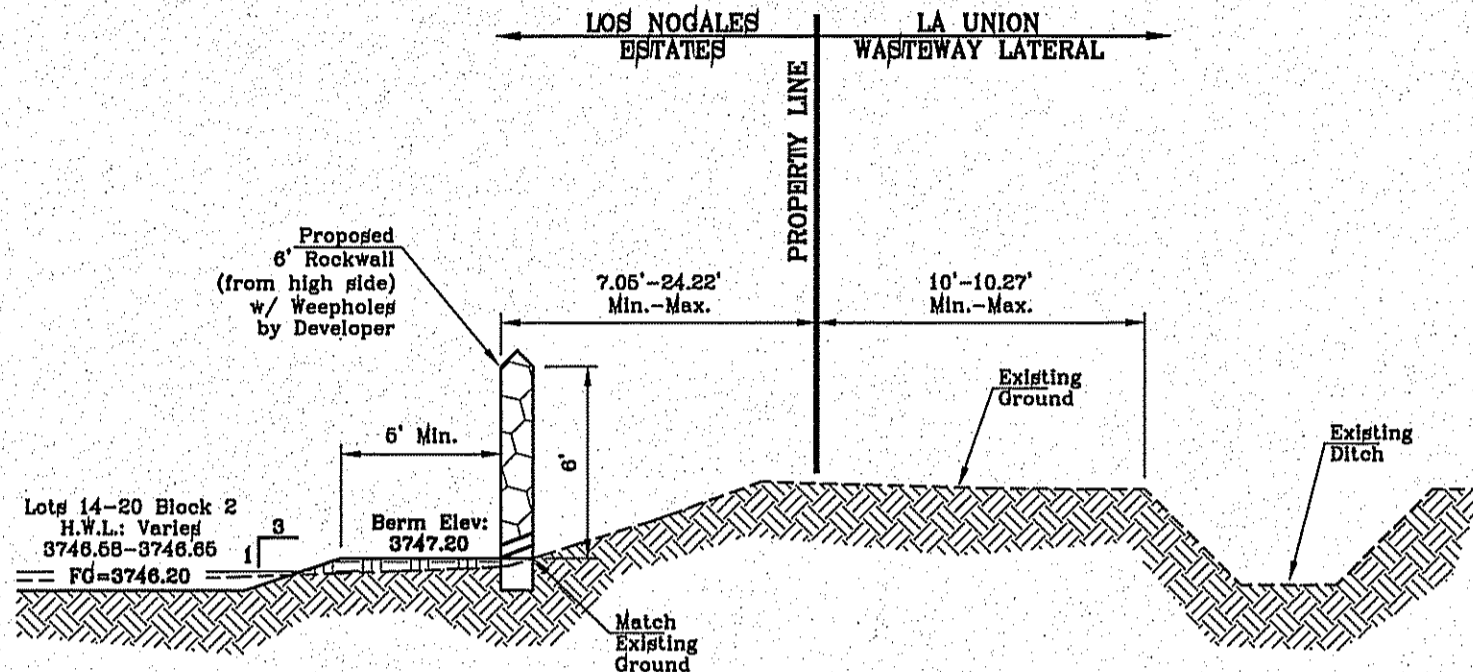 LOS NOGALES
ESTATES
LA UNION
WASTEWAY LATERAL
PROPERTY LINE
Proposed
6' Rockwall
(from high side)
w/ Weepholes
by Developer
7.05'-24.22'
Min.-Max.
10'-10.27'
Min.-Max.
Existing
Ground
Existing
Ditch
6' Min.
6'
Lots 14-20 Block 2
H.W.L.: Varies
3746.58-3746.65
FG=3746.20
3
1
Berm Elev:
3747.20
Match
Existing
Ground